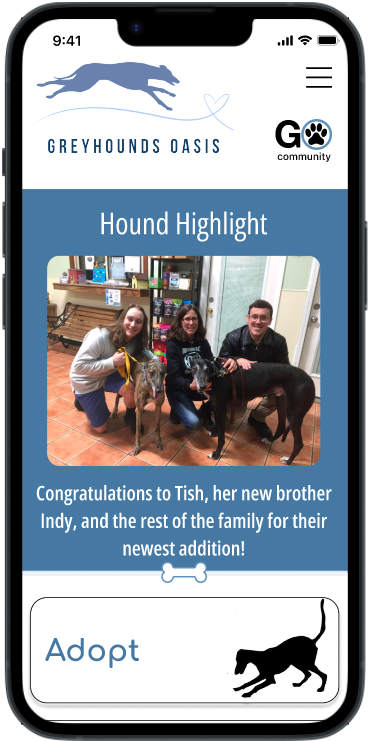 9:41
GREYHOUNDS OASIS
GO
community
Hound Highlight
Congratulations to Tish, her new brother
Indy, and the rest of the family for their
newest addition!
Adopt